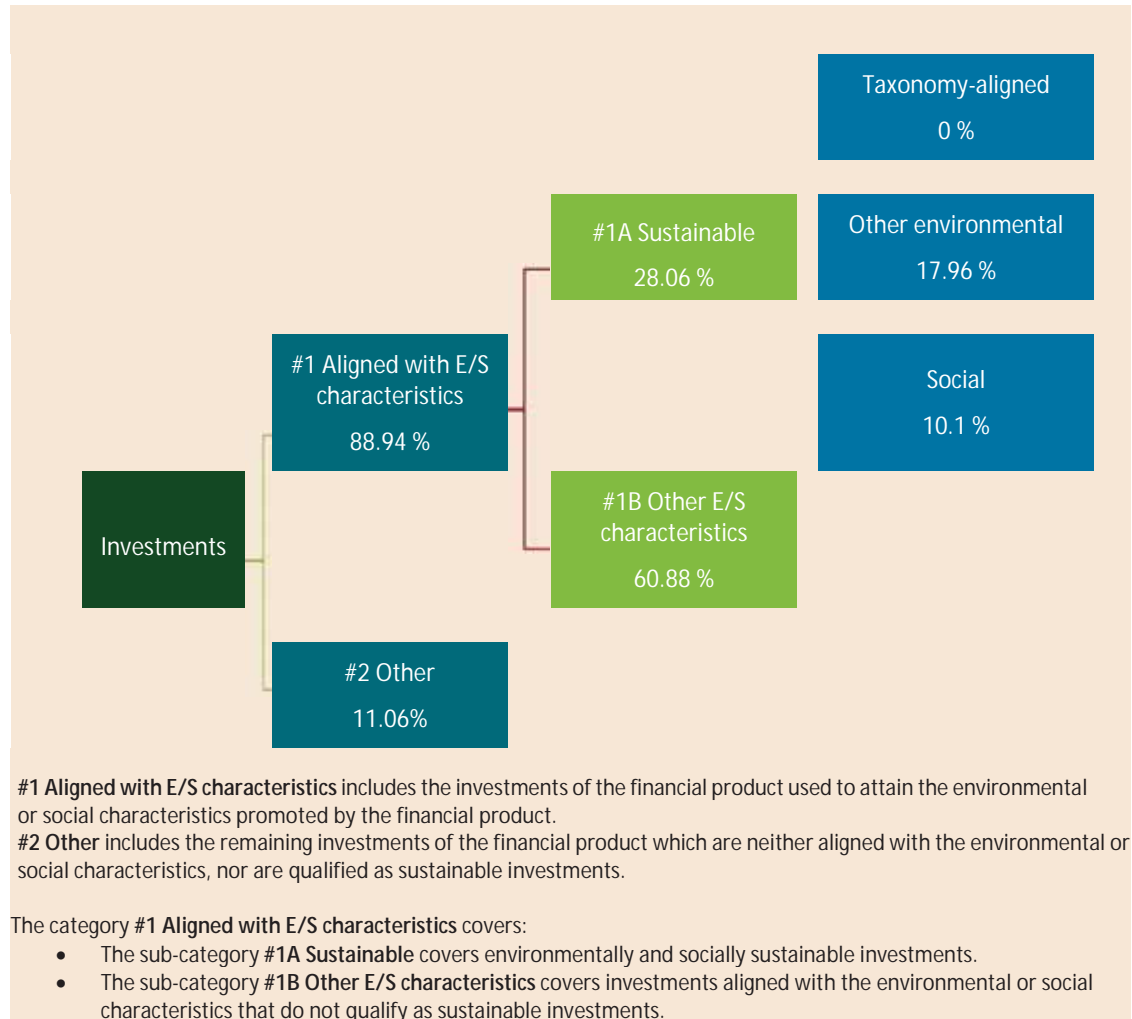 Taxonomy-aligned
0 %
#1A Sustainable
28.06 %
Other environmental
17.96 %
#1 Aligned with E/S
characteristics
88.94 %
Social
10.1 %
Investments
#1B Other E/S
characteristics
60.88 %
#2 Other
11.06%
#1 Aligned with E/S characteristics includes the investments of the financial product used to attain the environmental
or social characteristics promoted by the financial product.
#2 Other includes the remaining investments of the financial product which are neither aligned with the environmental or
social characteristics, nor are qualified as sustainable investments.
The category #1 Aligned with E/S characteristics covers:
• The sub-category #1A Sustainable covers environmentally and socially sustainable investments.
• The sub-category #1B Other E/S characteristics covers investments aligned with the environmental or social
characteristics that do not qualify as sustainable investments.